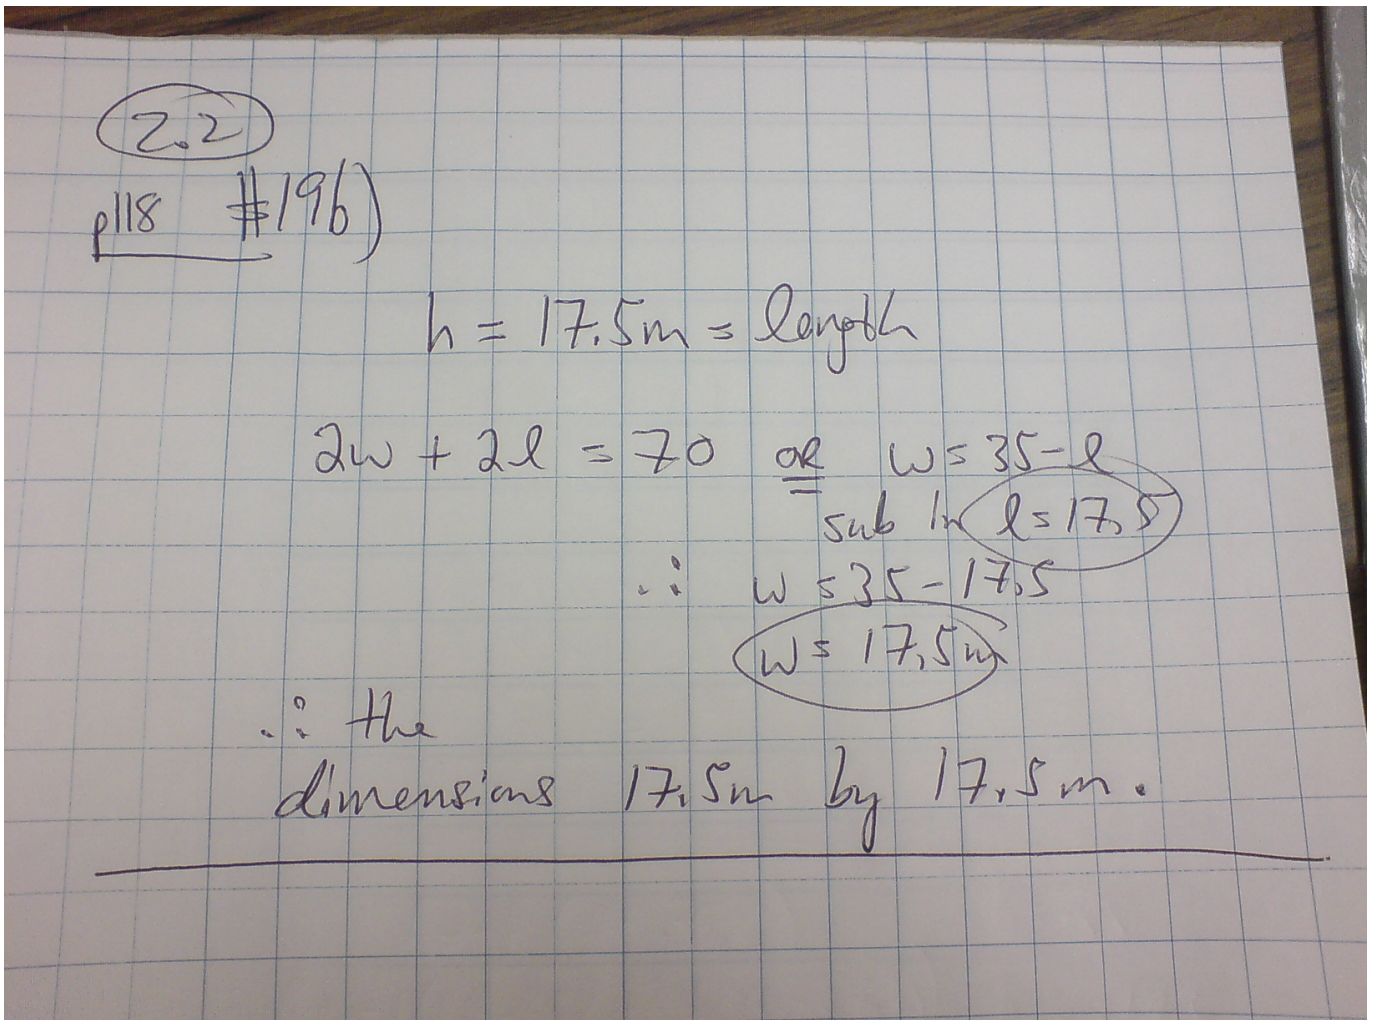 2.2
p118 #19b)
h = 17.5m = length
2w + 2l = 70 OR w = 35 - l
sub in l = 17.5
∴ w = 35 - 17.5
w = 17.5m
∴ the
dimensions 17.5m by 17.5m.